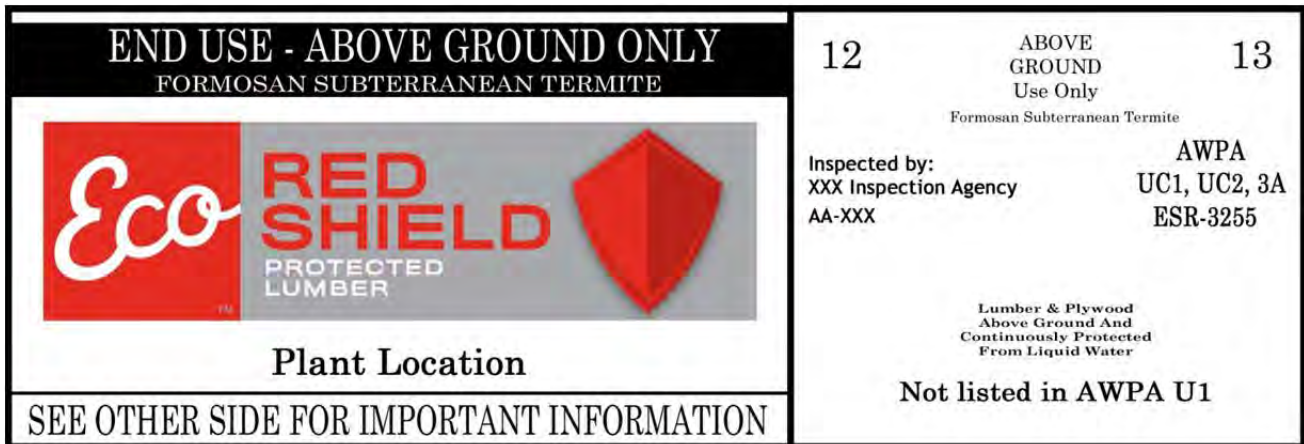 END USE - ABOVE GROUND ONLY
FORMOSAN SUBTERRANEAN TERMITE
Eco
TM
RED
SHIELD
PROTECTED
LUMBER
Plant Location
SEE OTHER SIDE FOR IMPORTANT INFORMATION
12
ABOVE
GROUND
Use Only
13
Formosan Subterranean Termite
Inspected by:
XXX Inspection Agency
AA-XXX
AWPA
UC1, UC2, 3A
ESR-3255
Lumber & Plywood
Above Ground And
Continuously Protected
From Liquid Water
Not listed in AWPA U1